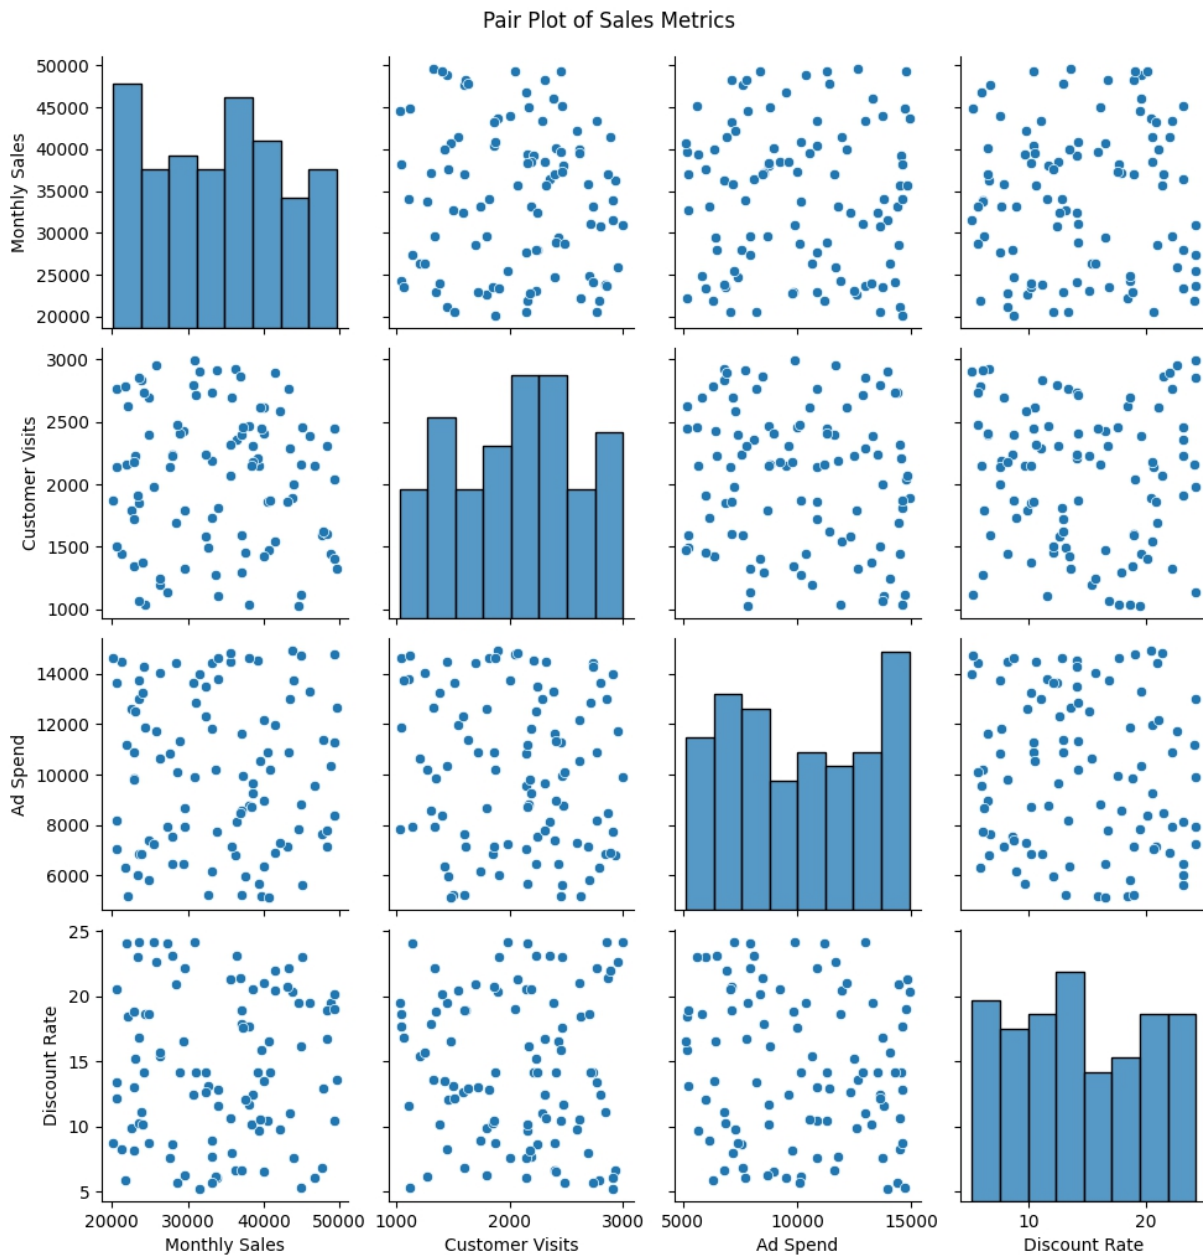 Pair Plot of Sales Metrics
50000
45000
40000
35000
30000
25000
20000
Monthly Sales
3000
2500
2000
1500
1000
Customer Visits
14000
12000
10000
8000
6000
Ad Spend
25
20
15
10
5
Discount Rate
20000 30000 40000 50000
1000 2000 3000
5000 10000 15000
10 20
Monthly Sales
Customer Visits
Ad Spend
Discount Rate